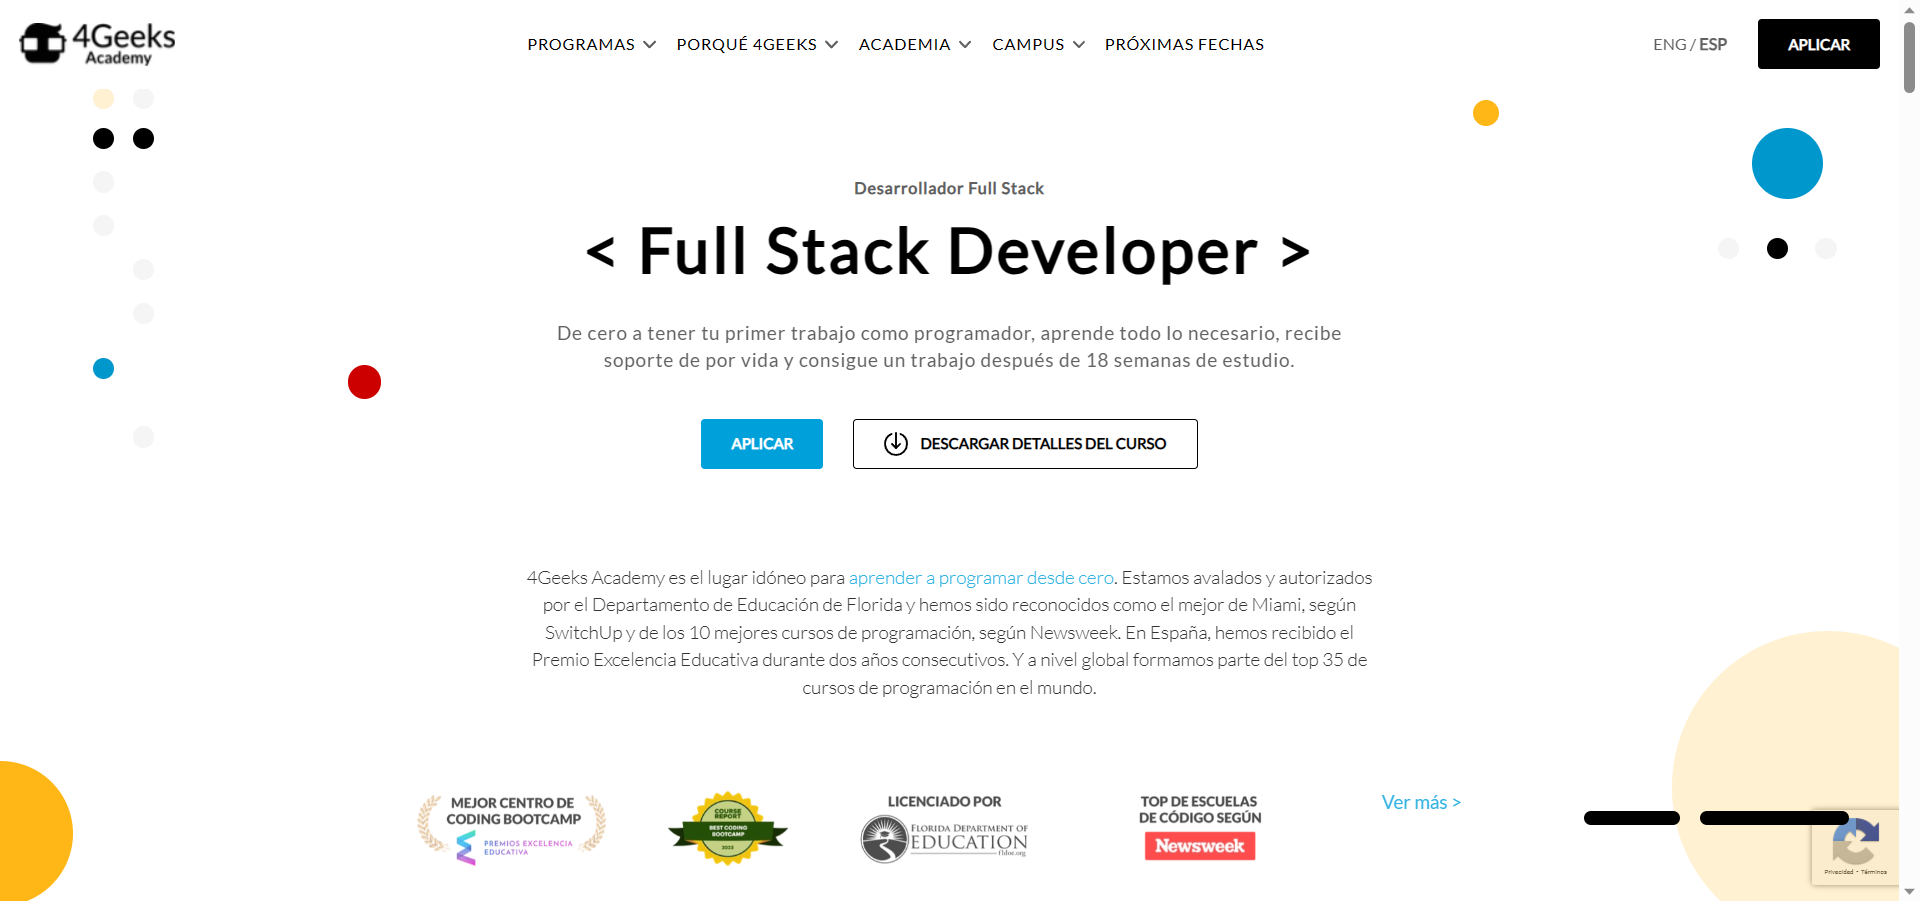 4Geeks
Academy
PROGRAMAS
PORQUÉ 4GEEKS
ACADEMIA
CAMPUS
PRÓXIMAS FECHAS
ENG / ESP
APLICAR
Desarrollador Full Stack
< Full Stack Developer >
De cero a tener tu primer trabajo como programador, aprende todo lo necesario, recibe
soporte de por vida y consigue un trabajo después de 18 semanas de estudio.
APLICAR
DESCARGAR DETALLES DEL CURSO
4Geeks Academy es el lugar idóneo para aprender a programar desde cero. Estamos avalados y autorizados
por el Departamento de Educación de Florida y hemos sido reconocidos como el mejor de Miami, según
SwitchUp y de los 10 mejores cursos de programación, según Newsweek. En España, hemos recibido el
Premio Excelencia Educativa durante dos años consecutivos. Y a nivel global formamos parte del top 35 de
cursos de programación en el mundo.
MEJOR CENTRO DE
CODING BOOTCAMP
PREMIOS EXCELENCIA
EDUCATIVA
COURSE
REPORT
BEST CODING
BOOTCAMP
2023
LICENCIADO POR
FLORIDA DEPARTMENT OF
EDUCATION
fldoe.org
TOP DE ESCUELAS
DE CÓDIGO SEGÚN
Newsweek
Ver más >
Privacidad - Términos